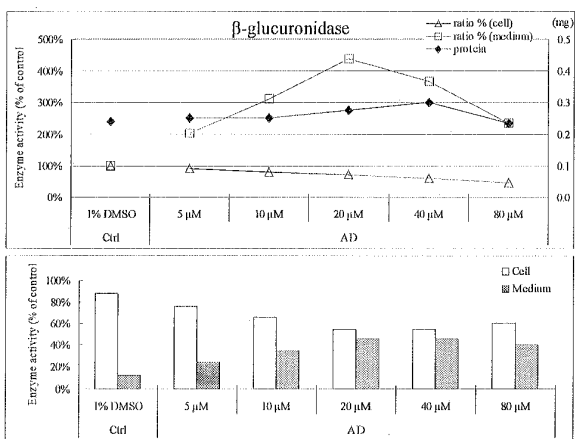 β-glucuronidase
ratio % (cell)
ratio % (medium)
protein
(mg)
Enzyme activity (% of control)
500%
400%
300%
200%
100%
0%
0.5
0.4
0.3
0.2
0.1
0.0
1% DMSO 5 μM 10 μM 20 μM 40 μM 80 μM
Ctrl AD
Enzyme activity (% of control)
100%
80%
60%
40%
20%
0%
Cell
Medium
1% DMSO 5 μM 10 μM 20 μM 40 μM 80 μM
Ctrl AD